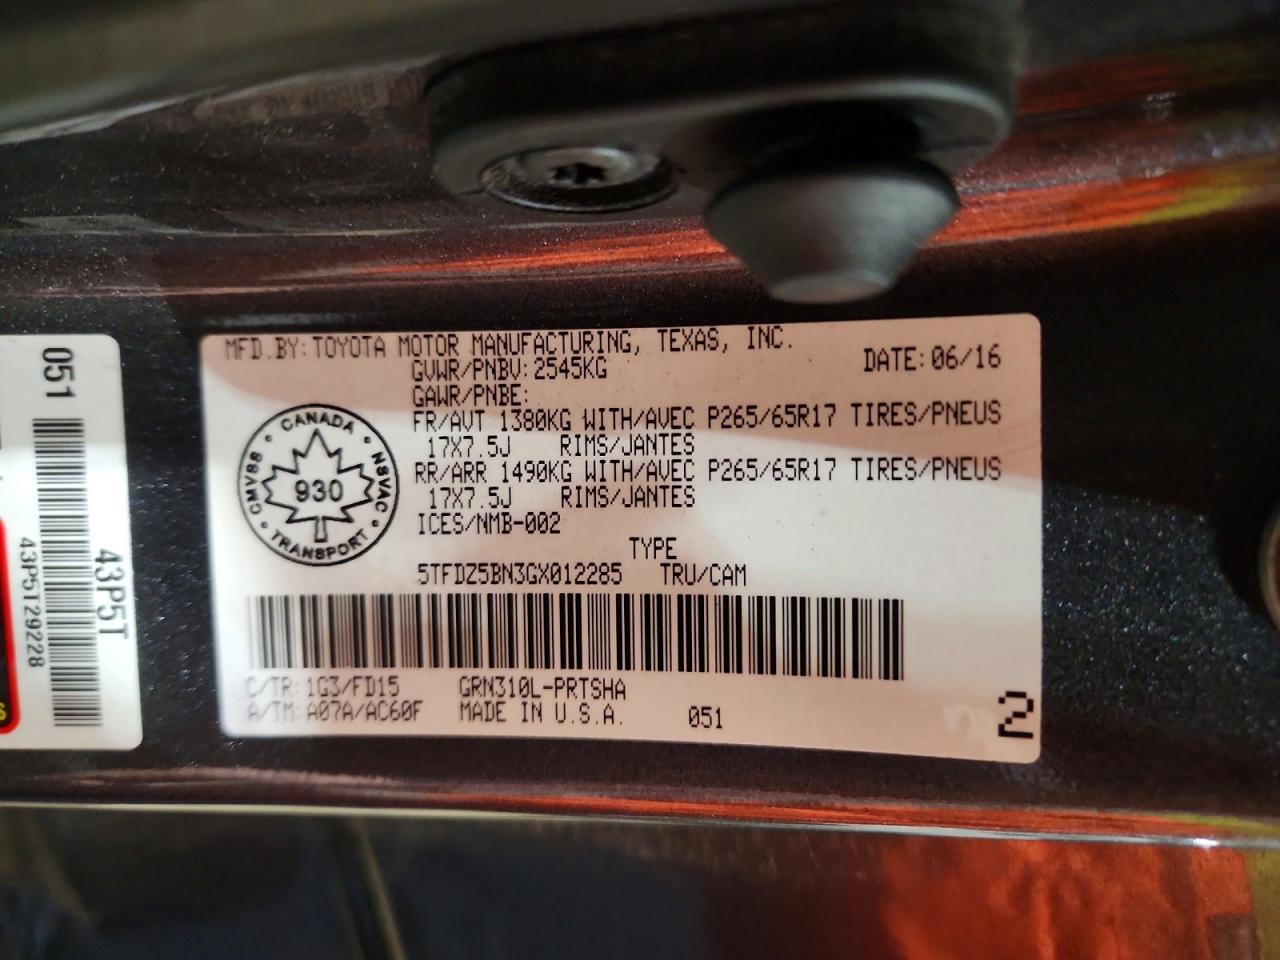 MFD.BY: TOYOTA MOTOR MANUFACTURING, TEXAS, INC.
GVWR/PNBV: 2545KG DATE: 06/16
GAWR/PNBE:
FR/AVT 1380KG WITH/AVEC P265/65R17 TIRES/PNEUS
17X7.5J RIMS/JANTES
RR/ARR 1490KG WITH/AVEC P265/65R17 TIRES/PNEUS
17X7.5J RIMS/JANTES
ICES/NMB-002
CANADA
CMVSS 930 NSVAC
TRANSPORT
TYPE
5TFDZ5BN3GX012285 TRU/CAM
C/TR: 1G3/FD15 GRN310L-PRTSHA
A/TM: A07A/AC60F MADE IN U.S.A. 051
2
051
43P5T
43P5T29228